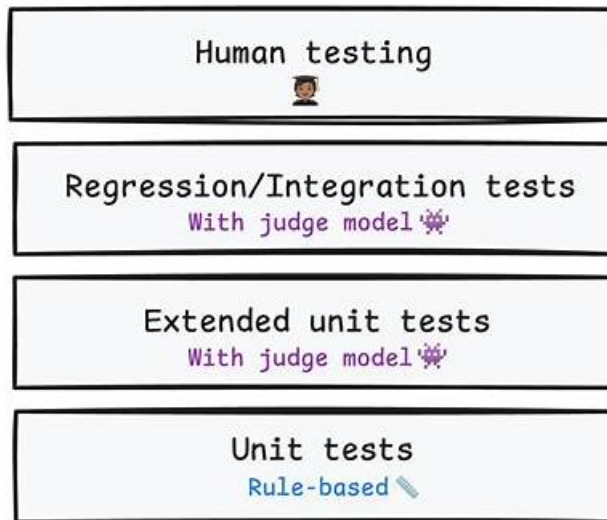 Human testing
Regression/Integration tests
With judge model
Extended unit tests
With judge model
Unit tests
Rule-based